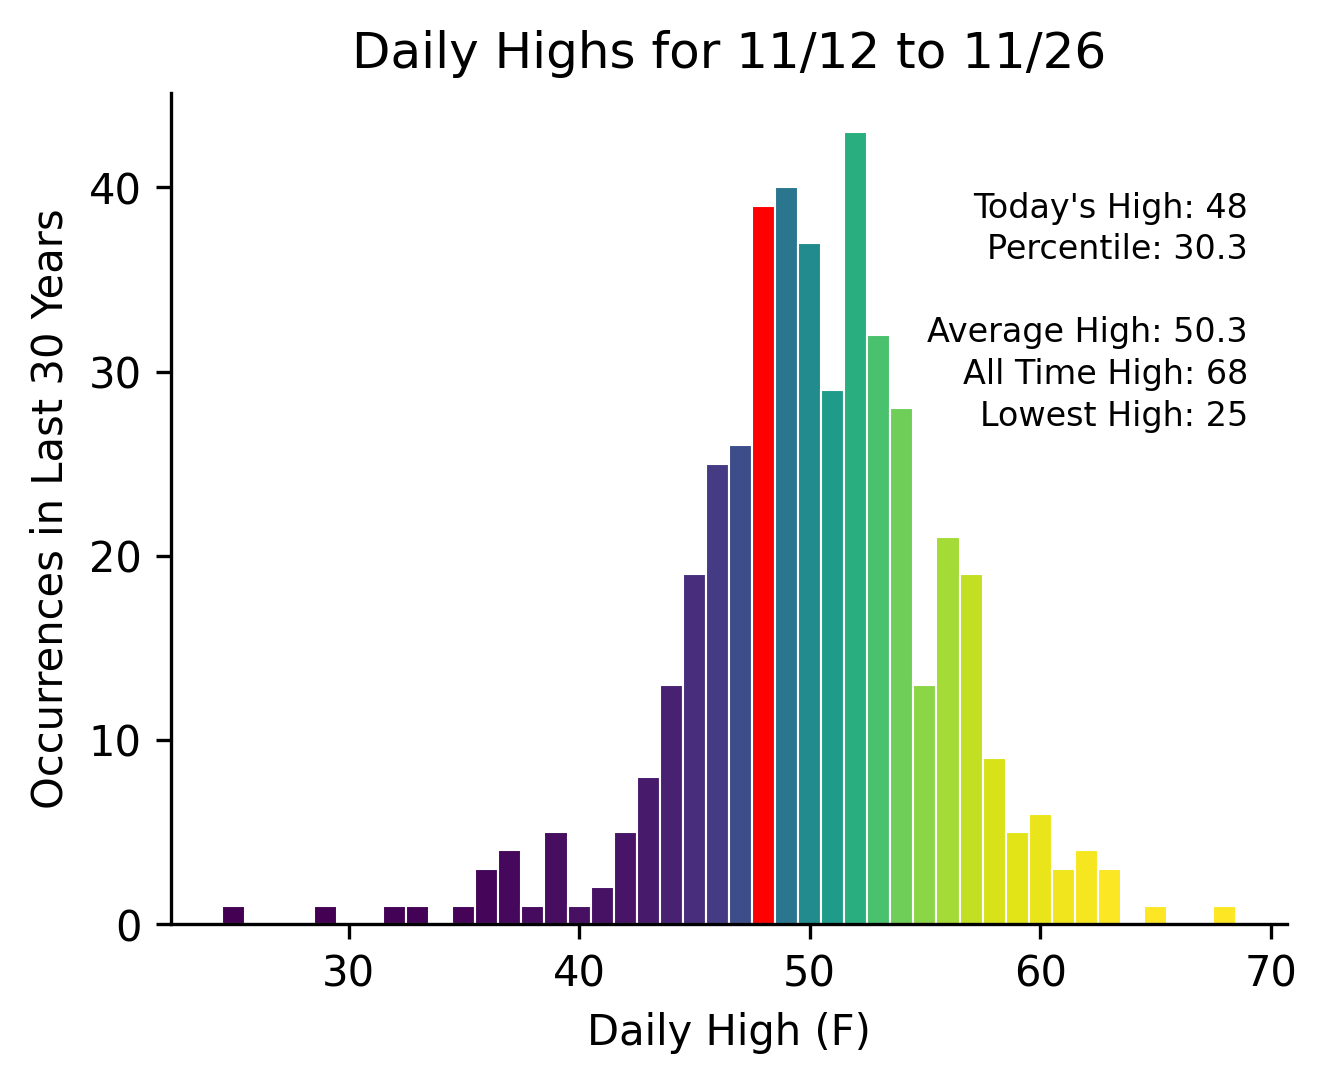 Daily Highs for 11/12 to 11/26
Occurrences in Last 30 Years
40
30
20
10
0
Today's High: 48
Percentile: 30.3
Average High: 50.3
All Time High: 68
Lowest High: 25
30 40 50 60 70
Daily High (F)